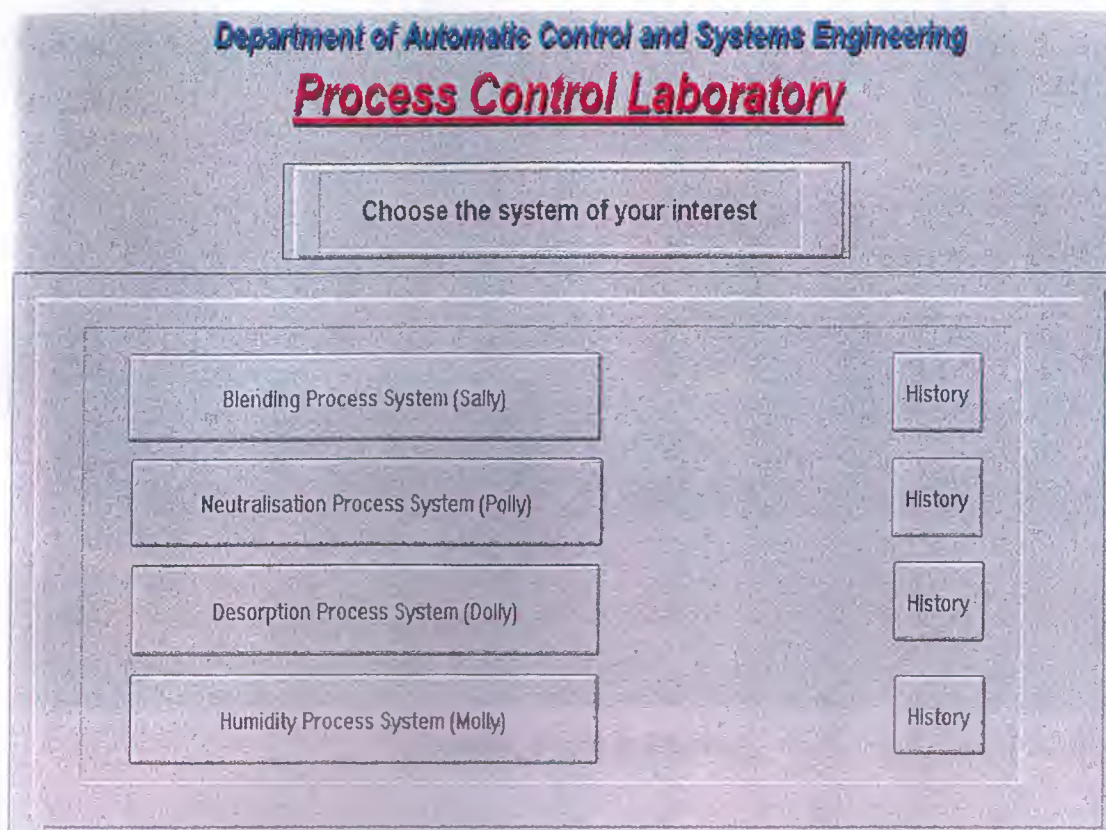 Department of Automatic Control and Systems Engineering
Process Control Laboratory
Choose the system of your interest
Blending Process System (Sally)
History
Neutralisation Process System (Polly)
History
Desorption Process System (Dolly)
History
Humidity Process System (Molly)
History